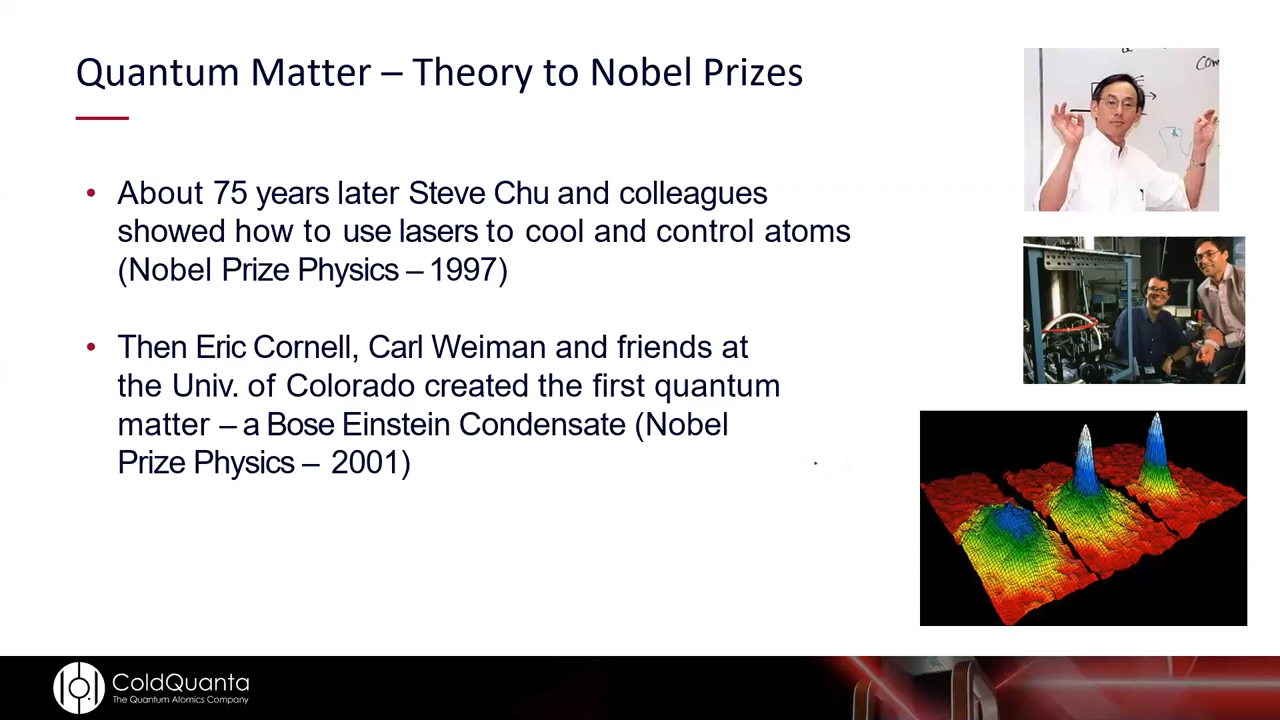 Quantum Matter – Theory to Nobel Prizes
• About 75 years later Steve Chu and colleagues
showed how to use lasers to cool and control atoms
(Nobel Prize Physics – 1997)
• Then Eric Cornell, Carl Weiman and friends at
the Univ. of Colorado created the first quantum
matter – a Bose Einstein Condensate (Nobel
Prize Physics – 2001)
ColdQuanta
The Quantum Atomics Company